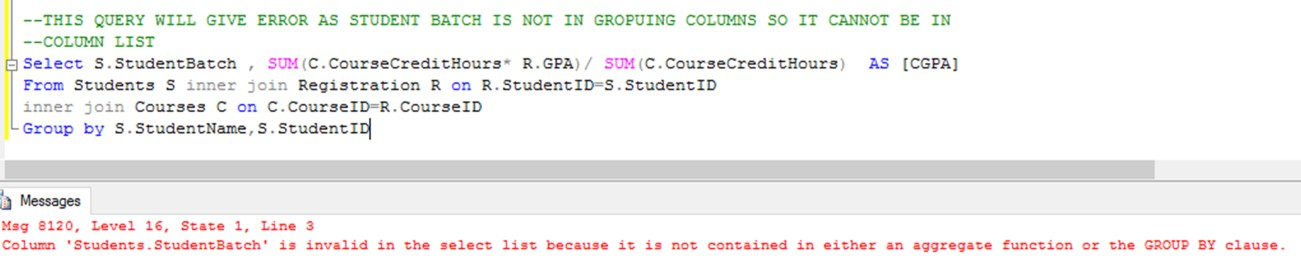 --THIS QUERY WILL GIVE ERROR AS STUDENT BATCH IS NOT IN GROPUING COLUMNS SO IT CANNOT BE IN
--COLUMN LIST
Select S.StudentBatch , SUM(C.CourseCreditHours* R.GPA)/ SUM(C.CourseCreditHours)  AS [CGPA]
From Students S inner join Registration R on R.StudentID=S.StudentID
inner join Courses C on C.CourseID=R.CourseID
Group by S.StudentName,S.StudentID
Messages
Msg 8120, Level 16, State 1, Line 3
Column 'Students.StudentBatch' is invalid in the select list because it is not contained in either an aggregate function or the GROUP BY clause.